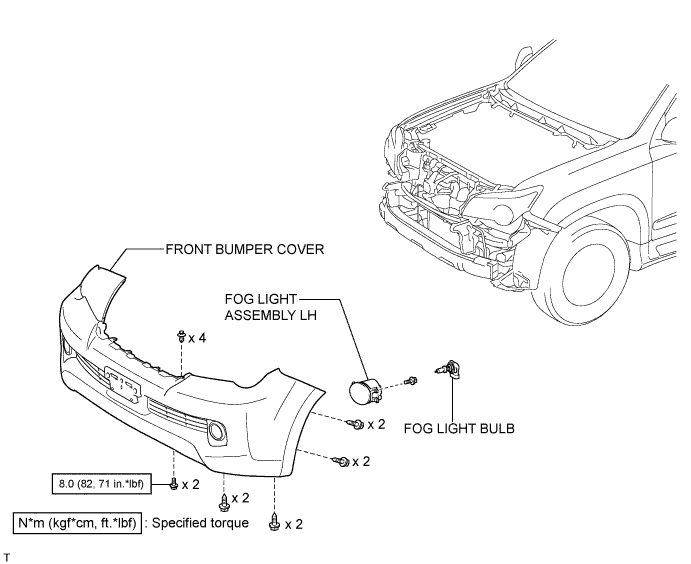 FRONT BUMPER COVER
FOG LIGHT
ASSEMBLY LH
x 4
x 2
FOG LIGHT BULB
x 2
8.0 (82, 71 in.*lbf)
x 2
x 2
N*m (kgf*cm, ft.*lbf) : Specified torque
x 2
T